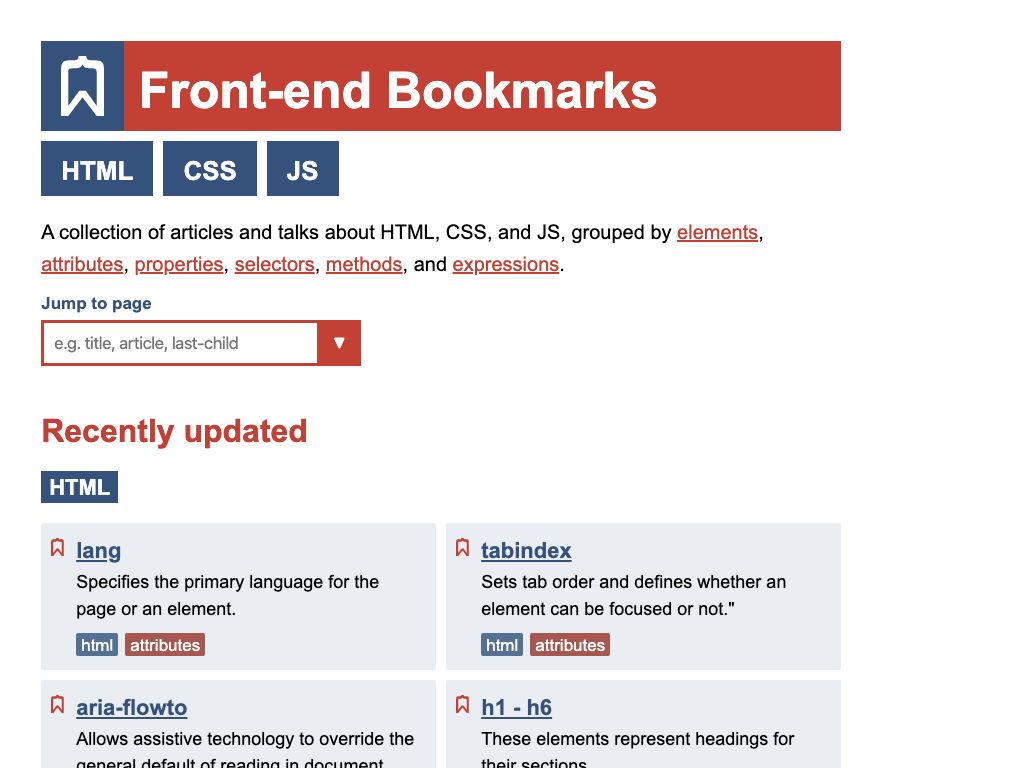 Front-end Bookmarks
HTML CSS JS
A collection of articles and talks about HTML, CSS, and JS, grouped by elements,
attributes, properties, selectors, methods, and expressions.
Jump to page
e.g. title, article, last-child
▼
Recently updated
HTML
lang
Specifies the primary language for the
page or an element.
html attributes
tabindex
Sets tab order and defines whether an
element can be focused or not."
html attributes
aria-flowto
Allows assistive technology to override the
general default of reading in document
h1 - h6
These elements represent headings for
their sections